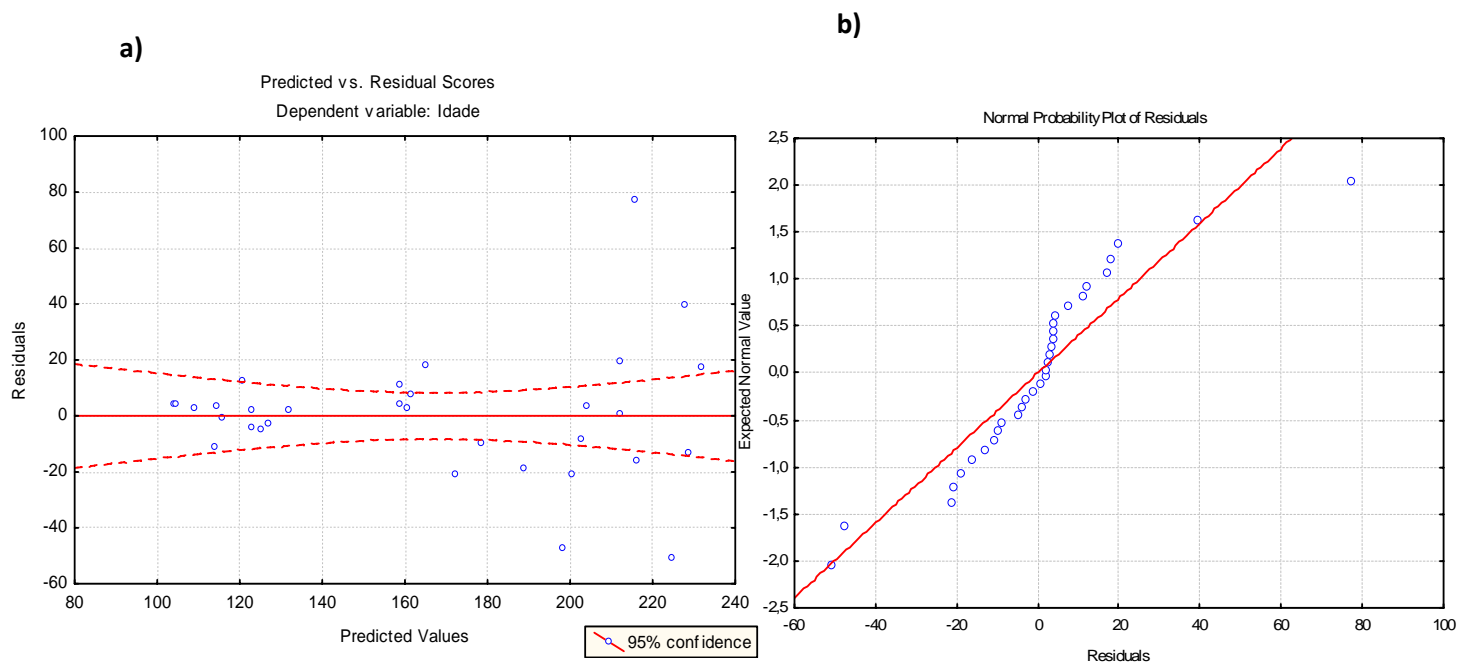 a)
Predicted vs. Residual Scores
Dependent variable: Idade
100
80
60
40
20
0
-20
-40
-60
Residuals
80 100 120 140 160 180 200 220 240
Predicted Values
95% confidence
b)
Normal Probability Plot of Residuals
2,5
2,0
1,5
1,0
0,5
0,0
-0,5
-1,0
-1,5
-2,0
-2,5
Expected Normal Value
-60 -40 -20 0 20 40 60 80 100
Residuals